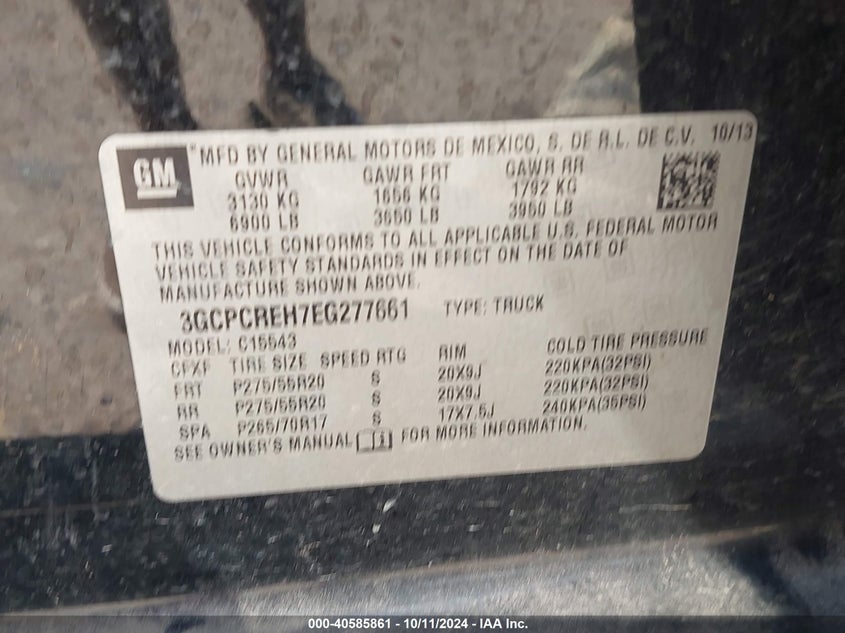 GM
*MFD BY GENERAL MOTORS DE MEXICO, S. DE R.L. DE C.V. 10/13
GVWR GAWR FRT GAWR RR
3130 KG 1656 KG 1792 KG
6900 LB 3650 LB 3950 LB
THIS VEHICLE CONFORMS TO ALL APPLICABLE U.S. FEDERAL MOTOR
VEHICLE SAFETY STANDARDS IN EFFECT ON THE DATE OF
MANUFACTURE SHOWN ABOVE.
3GCPCREH7EG277661 TYPE: TRUCK
MODEL: C15543
CFXF TIRE SIZE SPEED RTG RIM COLD TIRE PRESSURE
FRT P275/55R20 S 20X9J 220KPA(32PSI)
RR P275/55R20 S 20X9J 220KPA(32PSI)
SPA P265/70R17 S 17X7.5J 240KPA(35PSI)
SEE OWNER'S MANUAL i FOR MORE INFORMATION.
000-40585861 - 10/11/2024 - IAA Inc.